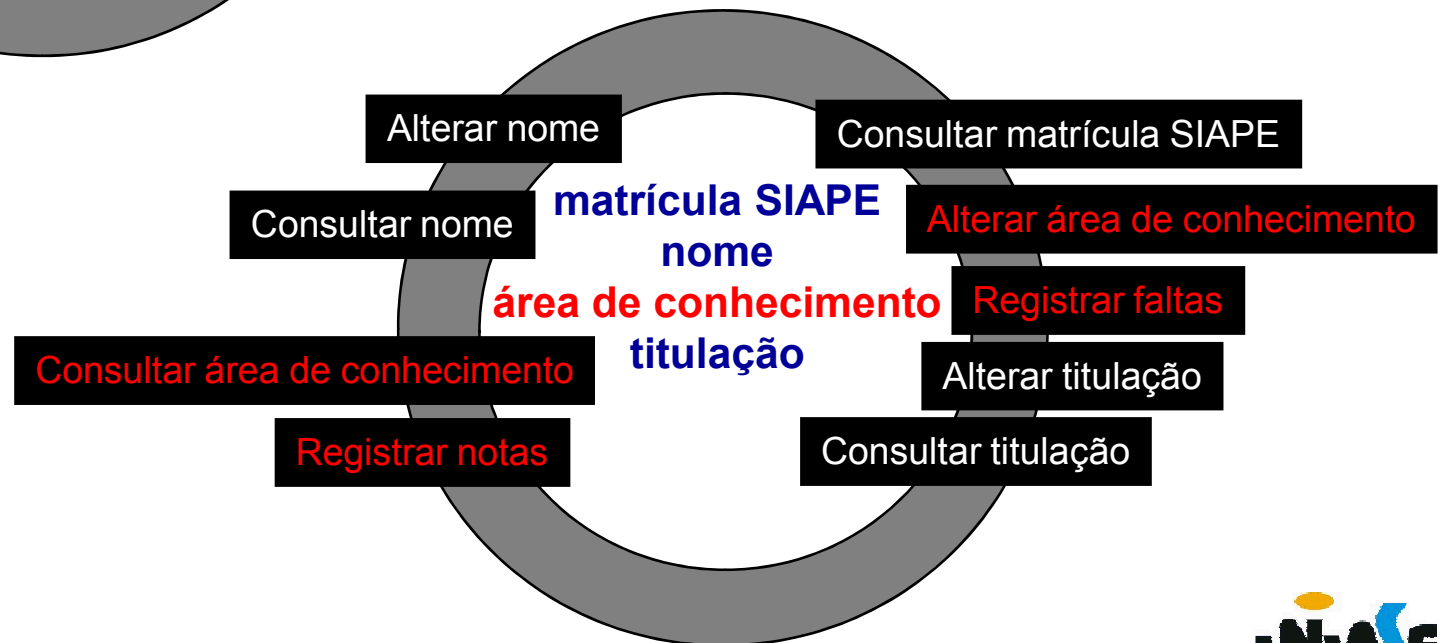 Alterar nome
Consultar matrícula SIAPE
matrícula SIAPE
Consultar nome
Alterar área de conhecimento
nome
área de conhecimento
Registrar faltas
titulação
Consultar área de conhecimento
Alterar titulação
Registrar notas
Consultar titulação